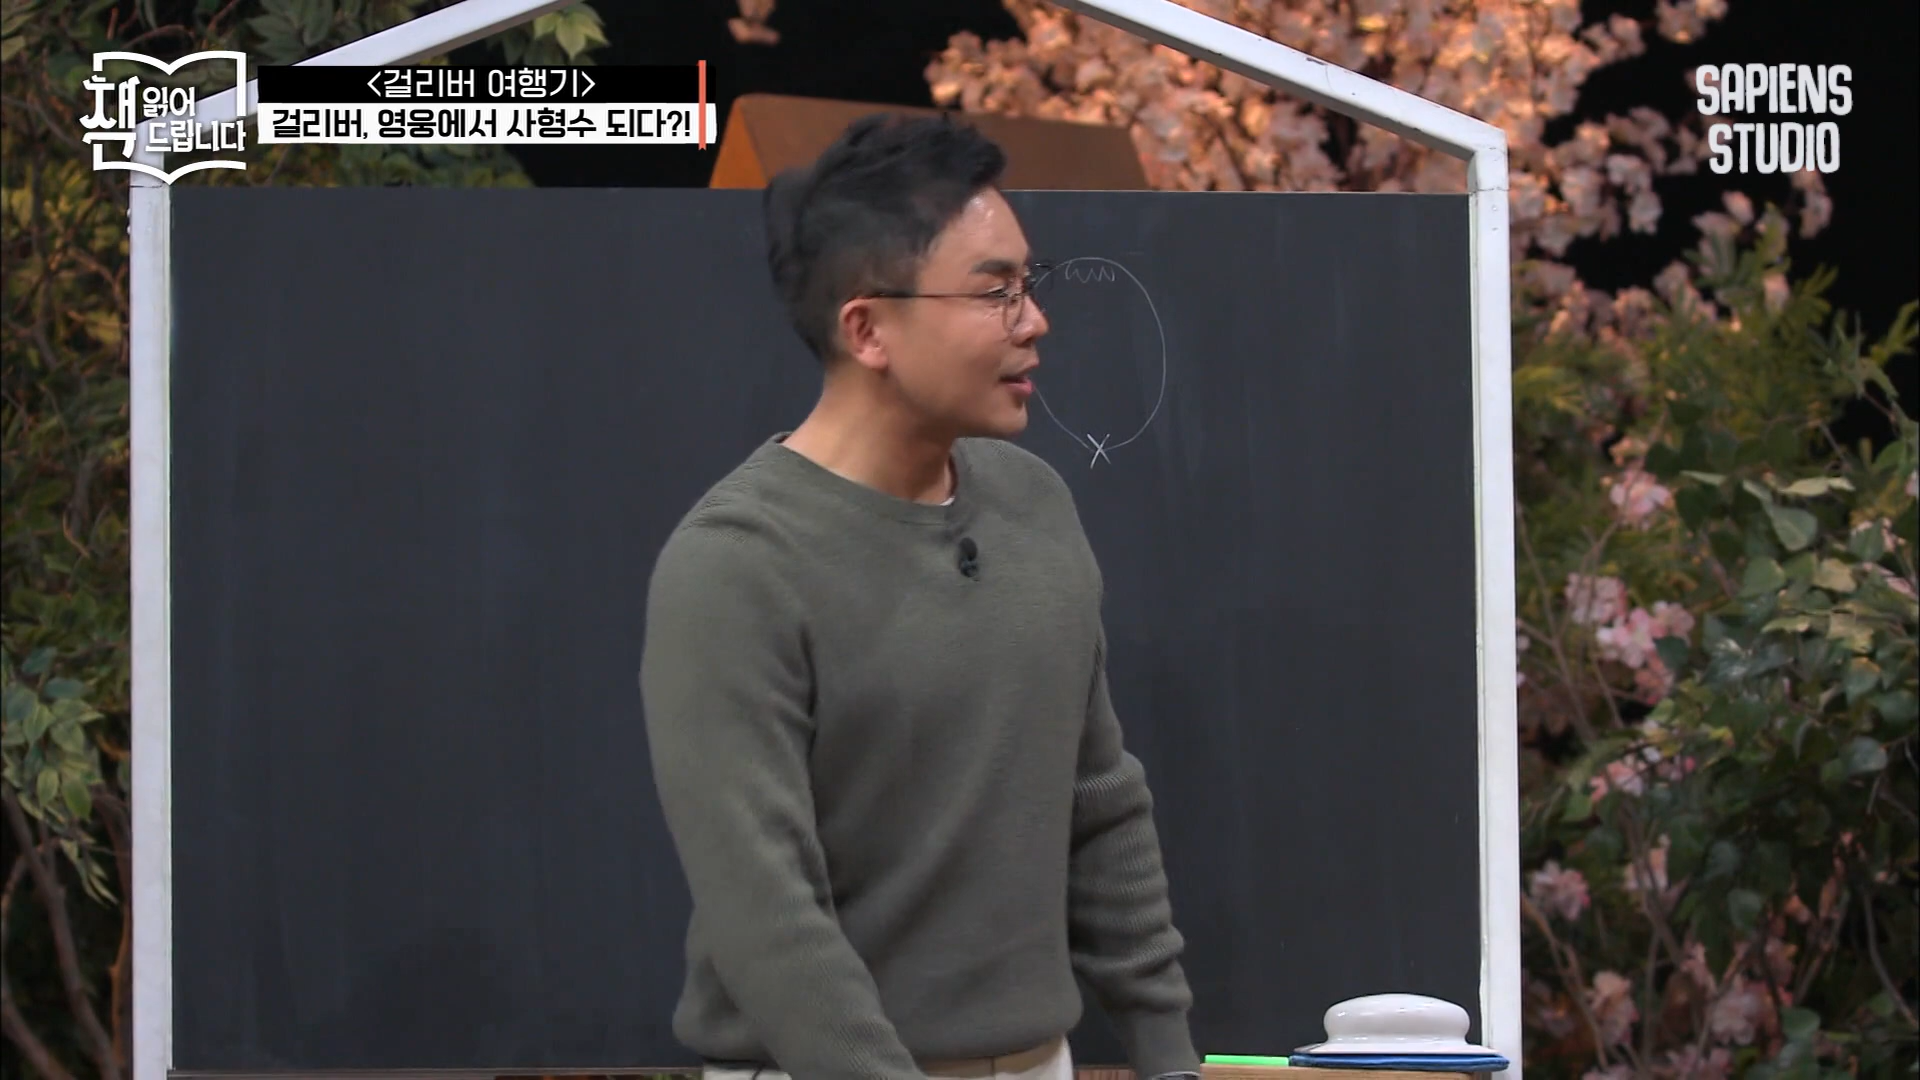 책 읽어
드립니다
<걸리버 여행기>
걸리버, 영웅에서 사형수 되다?!
SAPIENS
STUDIO